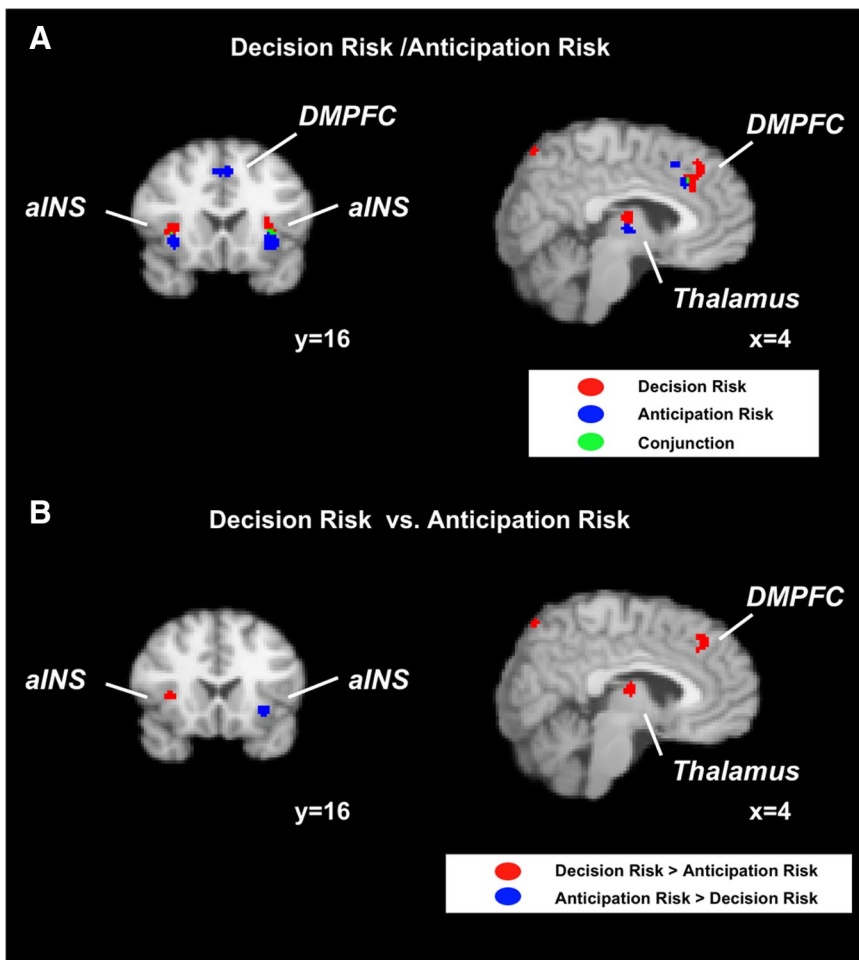 A
Decision Risk /Anticipation Risk
DMPFC
aINS
aINS
y=16
DMPFC
Thalamus
x=4
Decision Risk
Anticipation Risk
Conjunction
B
Decision Risk vs. Anticipation Risk
aINS
aINS
y=16
DMPFC
Thalamus
x=4
Decision Risk > Anticipation Risk
Anticipation Risk > Decision Risk